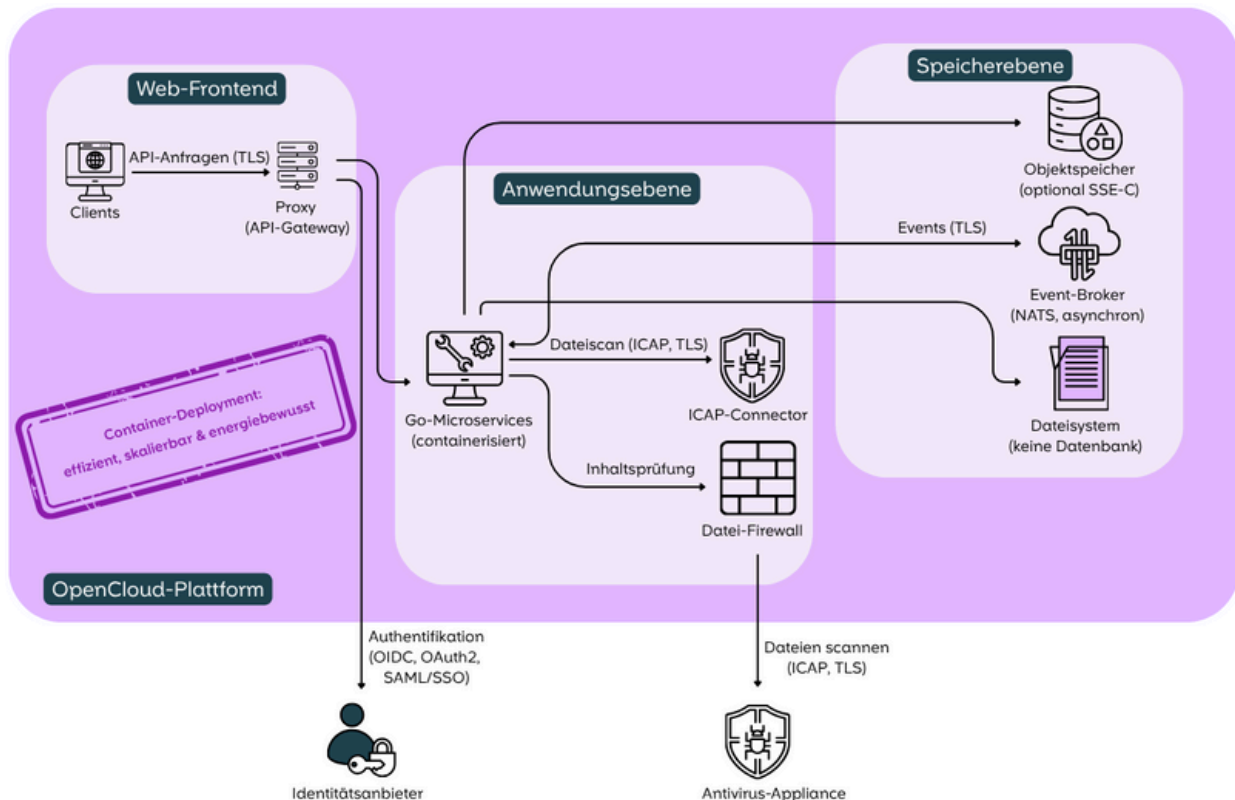 Web-Frontend
API-Anfragen (TLS)
Clients
Proxy
(API-Gateway)
Speicherebene
Objektspeicher
(optional SSE-C)
Anwendungsebene
Events (TLS)
Event-Broker
(NATS, asynchron)
Dateiscan (ICAP, TLS)
Go-Microservices
(containerisiert)
ICAP-Connector
Dateisystem
(keine Datenbank)
Inhaltsprüfung
Datei-Firewall
Container-Deployment:
effizient, skalierbar & energiebewusst
OpenCloud-Plattform
Authentifikation
(OIDC, OAuth2,
SAML/SSO)
Dateien scannen
(ICAP, TLS)
Identitätsanbieter
Antivirus-Appliance